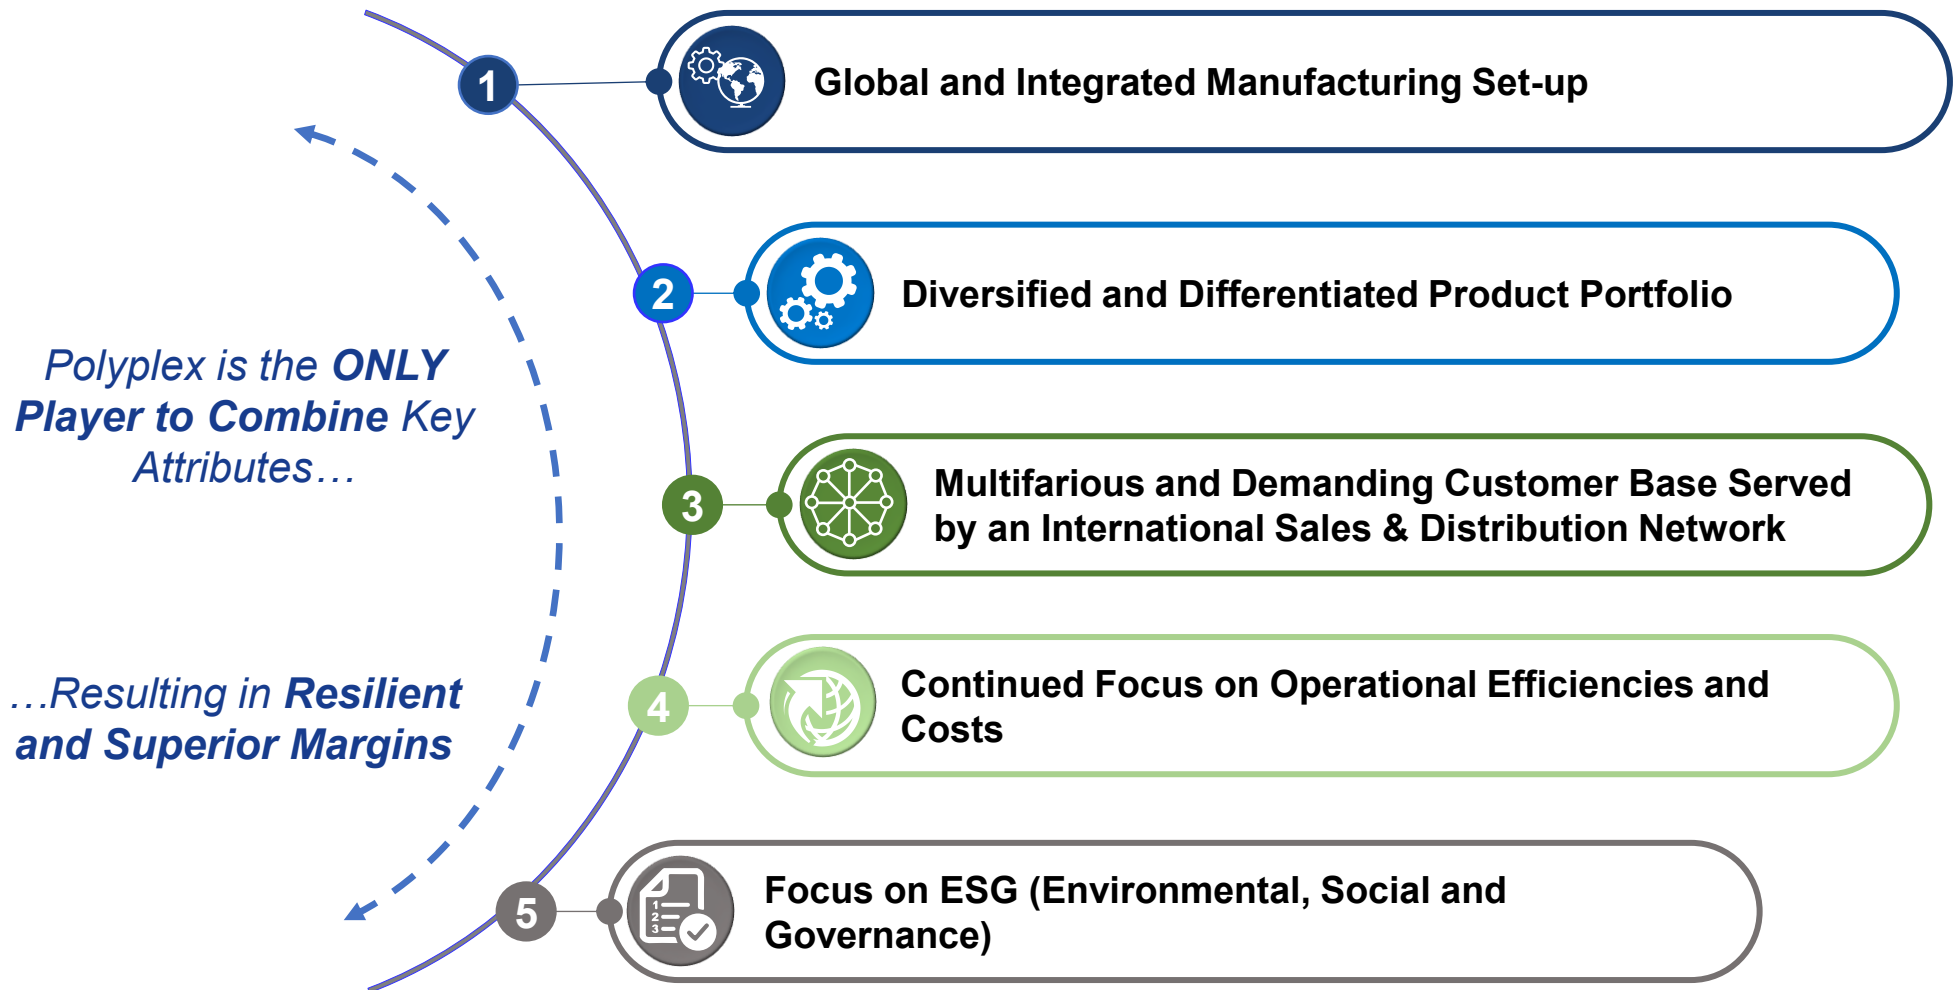 Polyplex is the ONLY
Player to Combine Key
Attributes…
…Resulting in Resilient
and Superior Margins
1
Global and Integrated Manufacturing Set-up
2
Diversified and Differentiated Product Portfolio
3
Multifarious and Demanding Customer Base Served
by an International Sales & Distribution Network
4
Continued Focus on Operational Efficiencies and
Costs
5
1
2
3
Focus on ESG (Environmental, Social and
Governance)